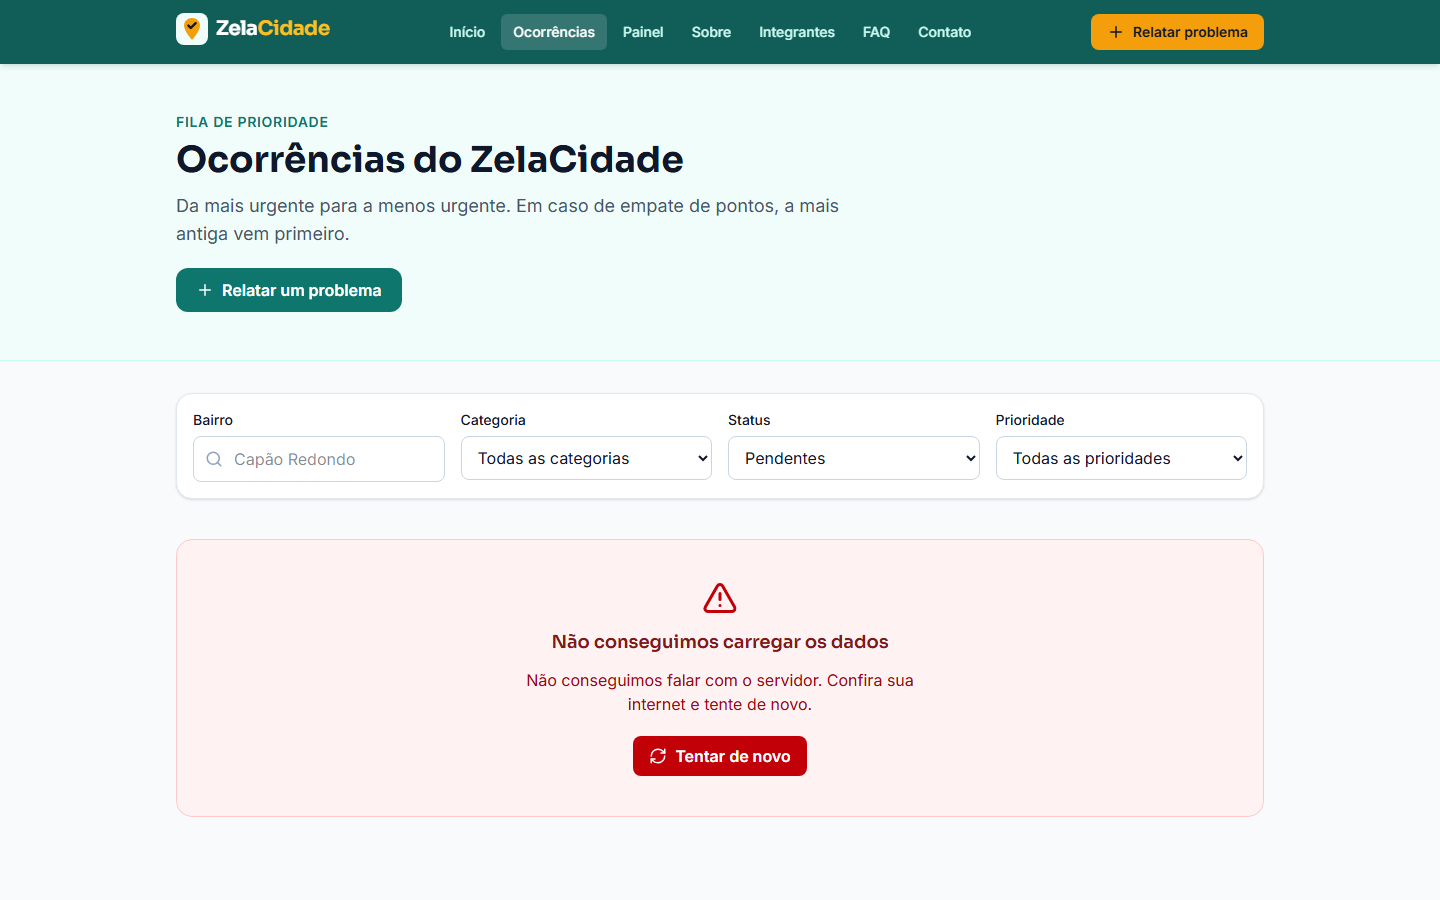 ZelaCidade
Início
Ocorrências
Painel
Sobre
Integrantes
FAQ
Contato
Relatar problema
FILA DE PRIORIDADE
Ocorrências do ZelaCidade
Da mais urgente para a menos urgente. Em caso de empate de pontos, a mais
antiga vem primeiro.
Relatar um problema
Bairro
Categoria
Status
Prioridade
Capão Redondo
Todas as categorias
Pendentes
Todas as prioridades
Não conseguimos carregar os dados
Não conseguimos falar com o servidor. Confira sua
internet e tente de novo.
Tentar de novo